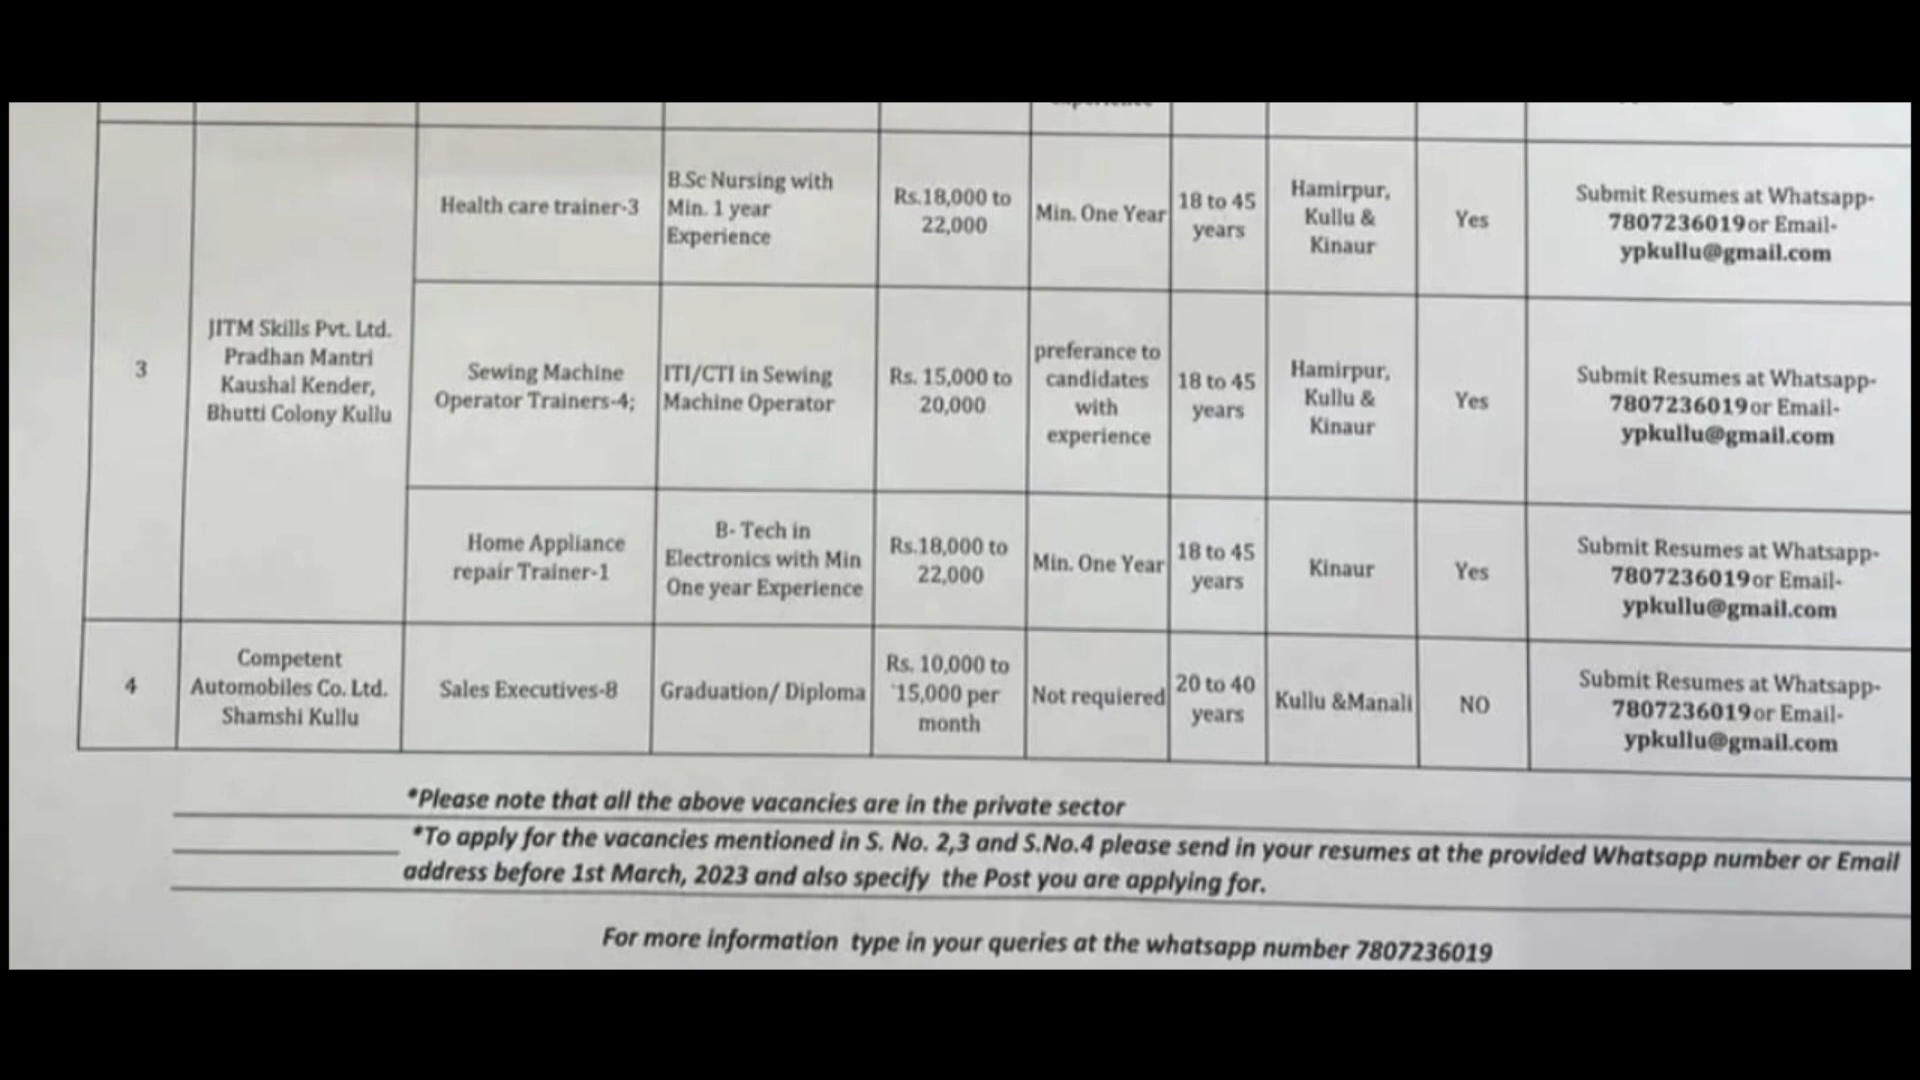 3
JITM Skills Pvt. Ltd.
Pradhan Mantri
Kaushal Kender,
Bhutti Colony Kullu
Health care trainer-3
B.Sc Nursing with
Min. 1 year
Experience
Rs.18,000 to
22,000
Min. One Year
18 to 45
years
Hamirpur,
Kullu &
Kinaur
Yes
Submit Resumes at Whatsapp-
7807236019or Email-
ypkullu@gmail.com
Sewing Machine
Operator Trainers-4;
ITI/CTI in Sewing
Machine Operator
Rs. 15,000 to
20,000
preferance to
candidates
with
experience
18 to 45
years
Hamirpur,
Kullu &
Kinaur
Yes
Submit Resumes at Whatsapp-
7807236019or Email-
ypkullu@gmail.com
Home Appliance
repair Trainer-1
B- Tech in
Electronics with Min
One year Experience
Rs.18,000 to
22,000
Min. One Year
18 to 45
years
Kinaur
Yes
Submit Resumes at Whatsapp-
7807236019or Email-
ypkullu@gmail.com
4
Competent
Automobiles Co. Ltd.
Shamshi Kullu
Sales Executives-8
Graduation/ Diploma
Rs. 10,000 to
15,000 per
month
Not requiered
20 to 40
years
Kullu &Manali
NO
Submit Resumes at Whatsapp-
7807236019or Email-
ypkullu@gmail.com
*Please note that all the above vacancies are in the private sector
*To apply for the vacancies mentioned in S. No. 2,3 and S.No.4 please send in your resumes at the provided Whatsapp number or Email
address before 1st March, 2023 and also specify the Post you are applying for.
For more information type in your queries at the whatsapp number 7807236019